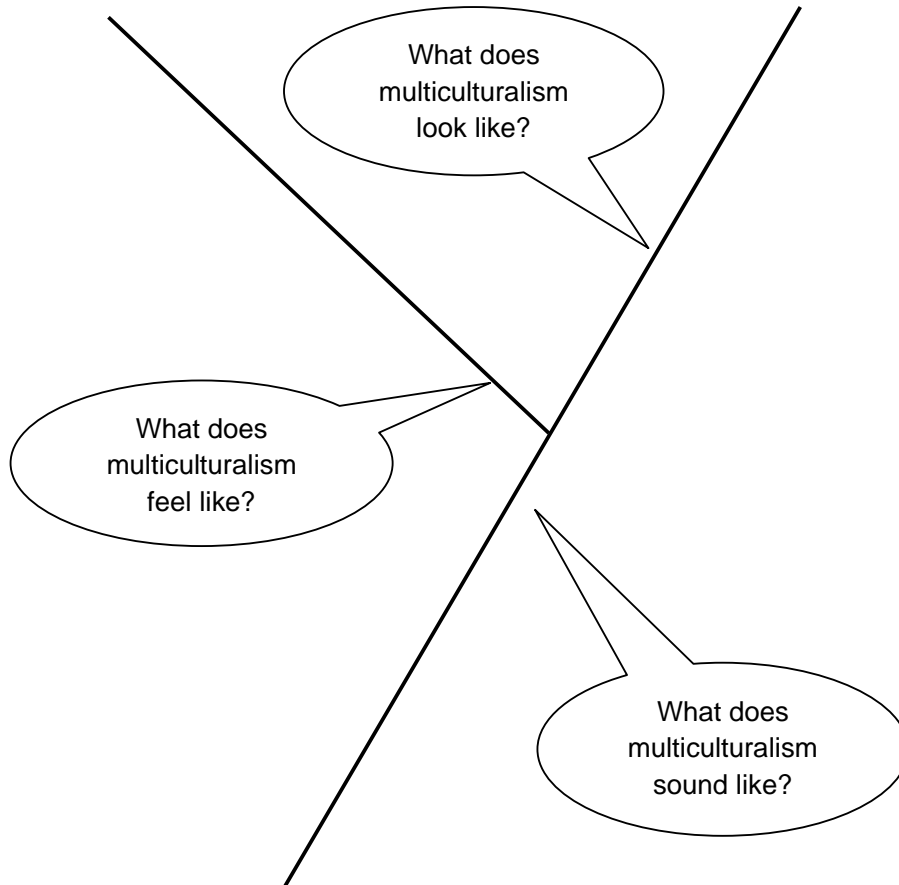 What does
multiculturalism
look like?
What does
multiculturalism
feel like?
What does
multiculturalism
sound like?